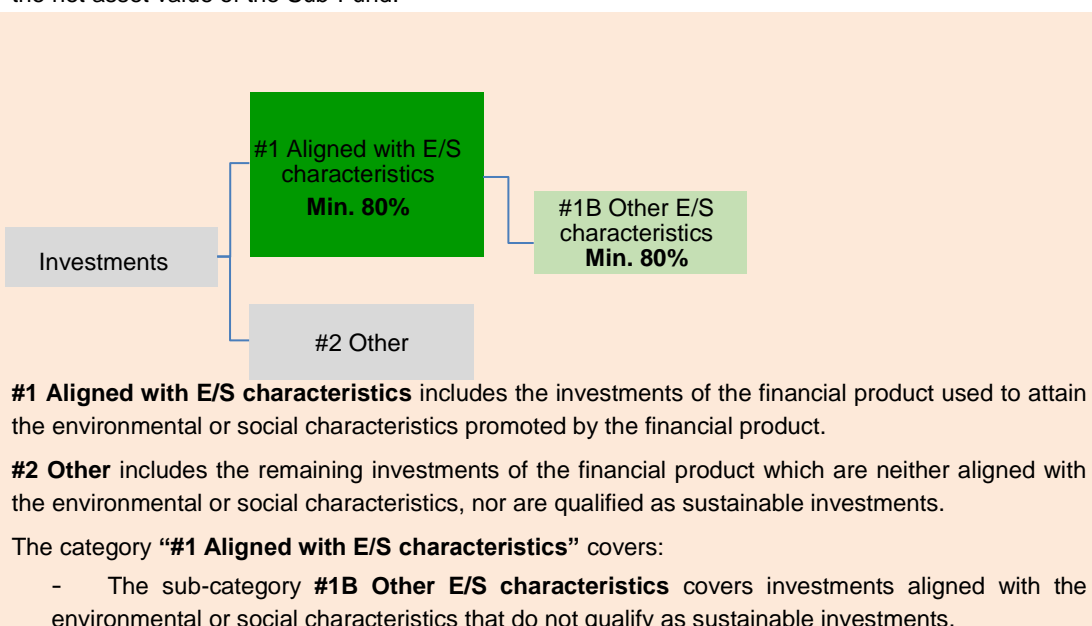 the net asset value of the Sub-Fund.
#1 Aligned with E/S
characteristics
Min. 80%
#1B Other E/S
characteristics
Min. 80%
Investments
#2 Other
#1 Aligned with E/S characteristics includes the investments of the financial product used to attain
the environmental or social characteristics promoted by the financial product.
#2 Other includes the remaining investments of the financial product which are neither aligned with
the environmental or social characteristics, nor are qualified as sustainable investments.
The category “#1 Aligned with E/S characteristics” covers:
- The sub-category #1B Other E/S characteristics covers investments aligned with the
environmental or social characteristics that do not qualify as sustainable investments.